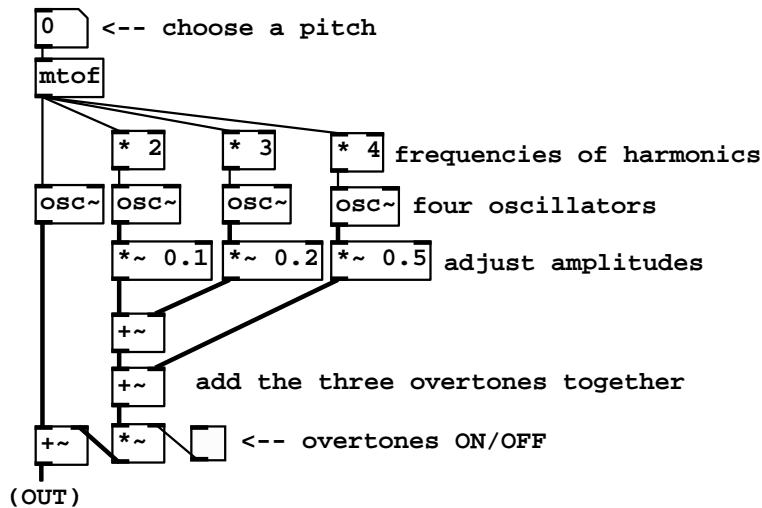 0 <-- choose a pitch
mtof
* 2 * 3 * 4 frequencies of harmonics
osc~ osc~ osc~ osc~ four oscillators
*~ 0.1 *~ 0.2 *~ 0.5 adjust amplitudes
+~
+~ add the three overtones together
+~ *~ <-- overtones ON/OFF
(OUT)